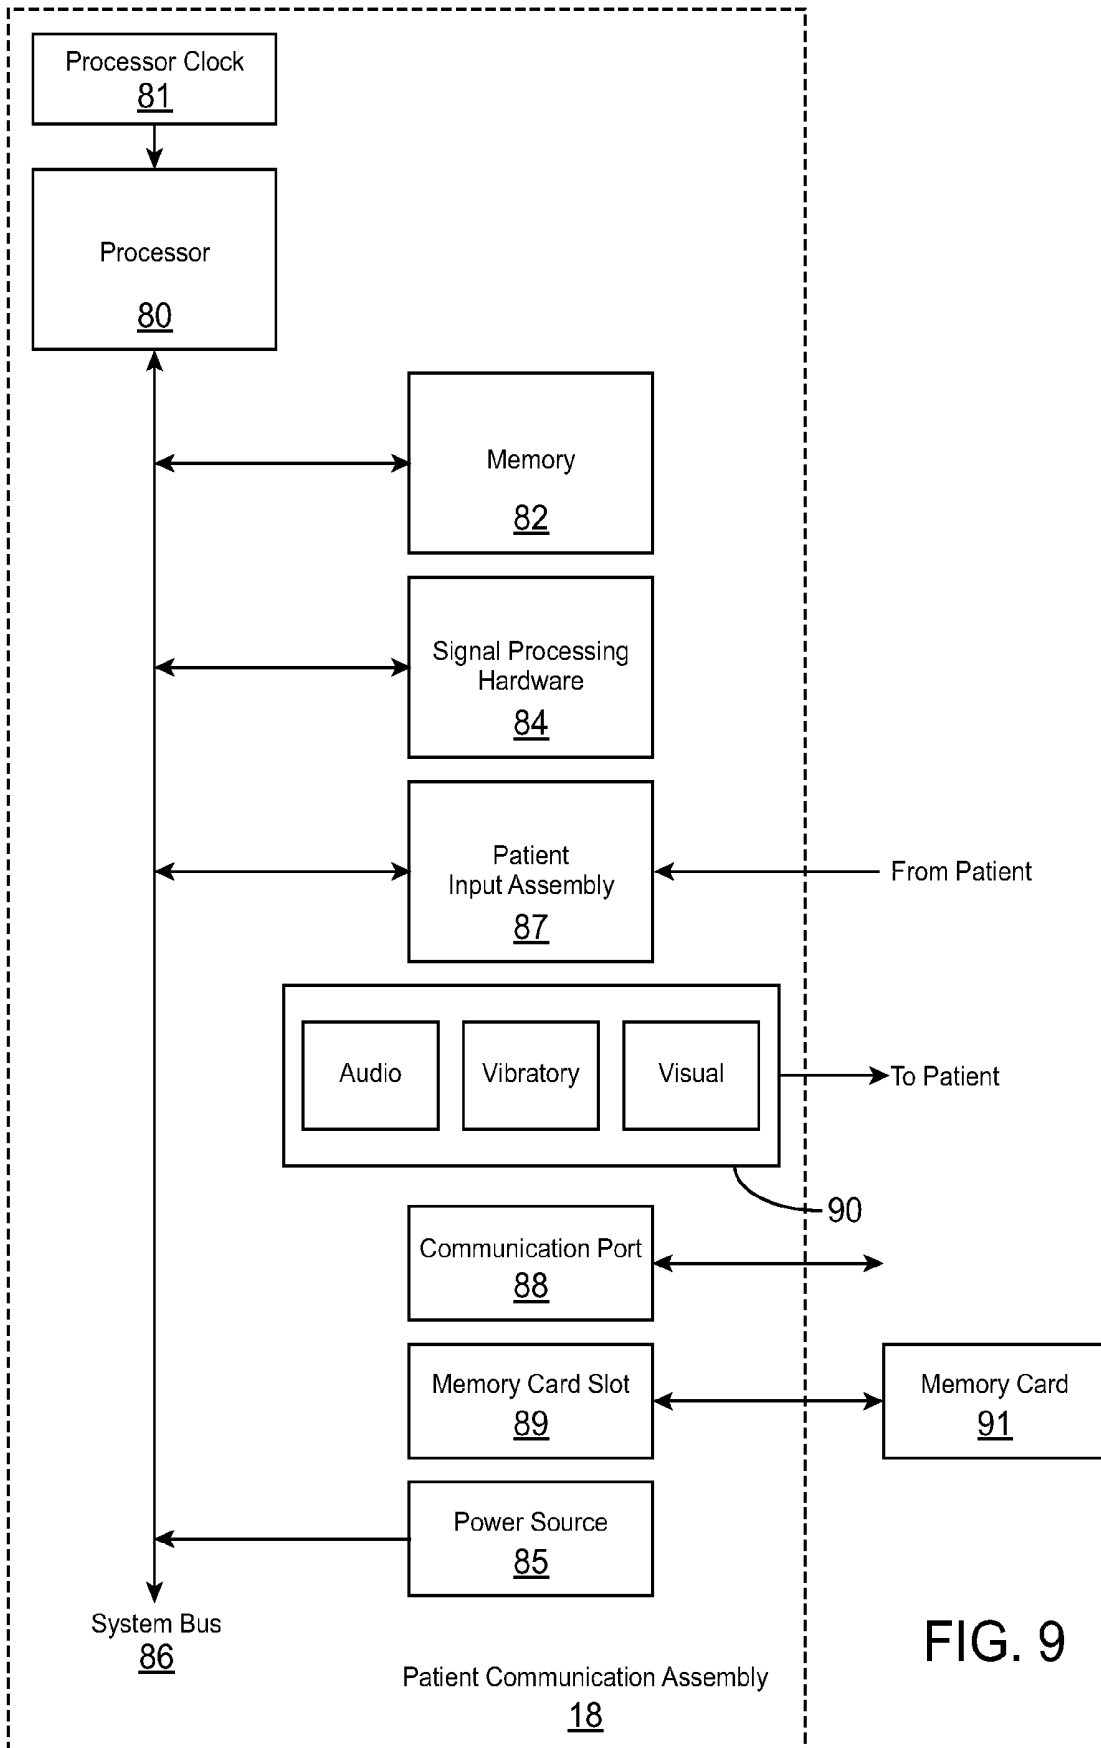 Processor Clock
81
Processor
80
Memory
82
Signal Processing
Hardware
84
Patient
Input Assembly
87
From Patient
Audio
Vibratory
Visual
To Patient
90
Communication Port
88
Memory Card Slot
89
Memory Card
91
Power Source
85
System Bus
86
FIG. 9
Patient Communication Assembly
18